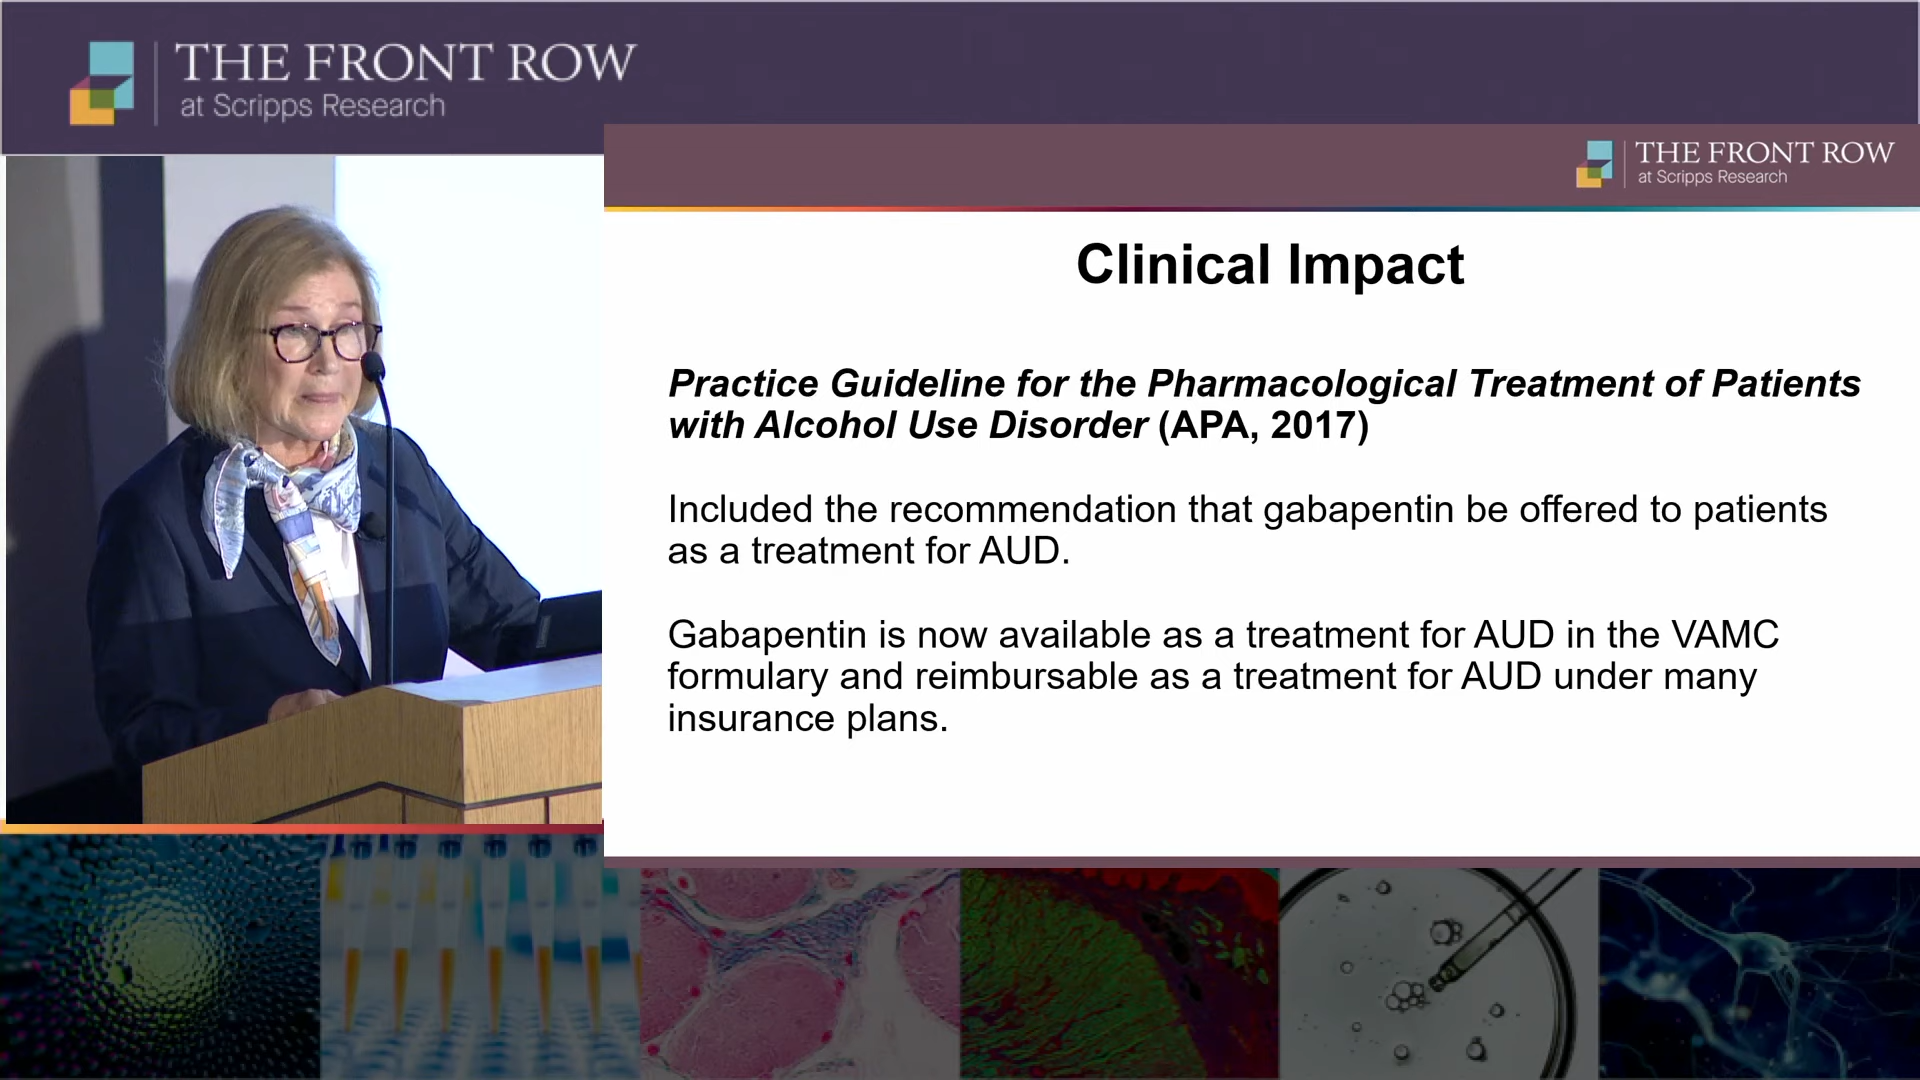 THE FRONT ROW
at Scripps Research
THE FRONT ROW
at Scripps Research
Clinical Impact
Practice Guideline for the Pharmacological Treatment of Patients
with Alcohol Use Disorder (APA, 2017)
Included the recommendation that gabapentin be offered to patients
as a treatment for AUD.
Gabapentin is now available as a treatment for AUD in the VAMC
formulary and reimbursable as a treatment for AUD under many
insurance plans.